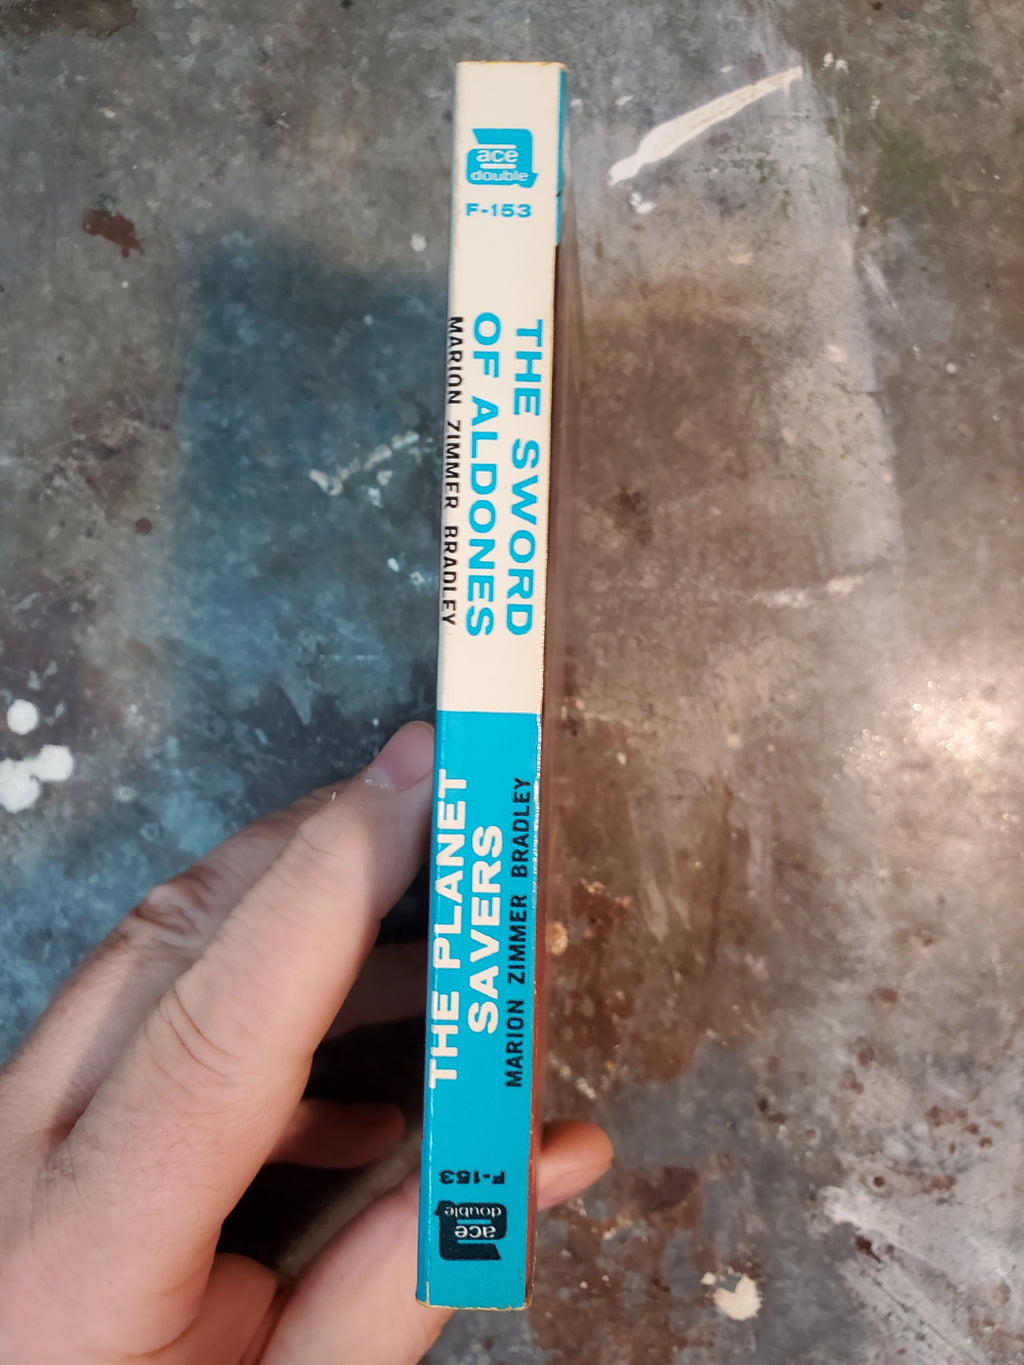 ace
double
F-153
THE SWORD
OF ALDONES
MARION ZIMMER BRADLEY
THE PLANET
SAVERS
MARION ZIMMER BRADLEY
F-153
ace
double